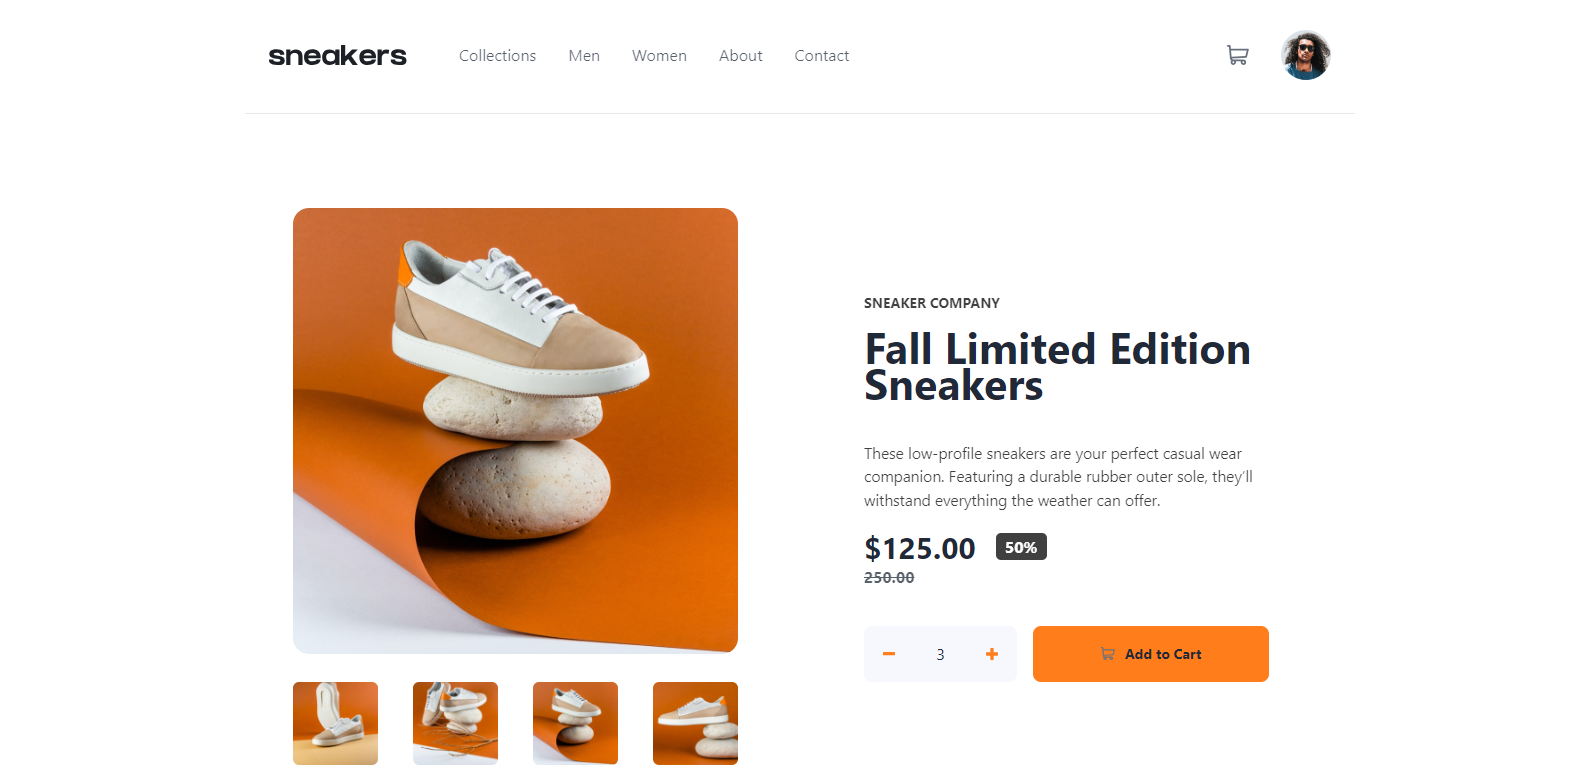 sneakers
Collections Men Women About Contact
SNEAKER COMPANY
Fall Limited Edition
Sneakers
These low-profile sneakers are your perfect casual wear
companion. Featuring a durable rubber outer sole, they’ll
withstand everything the weather can offer.
$125.00 50%
250.00
3 Add to Cart